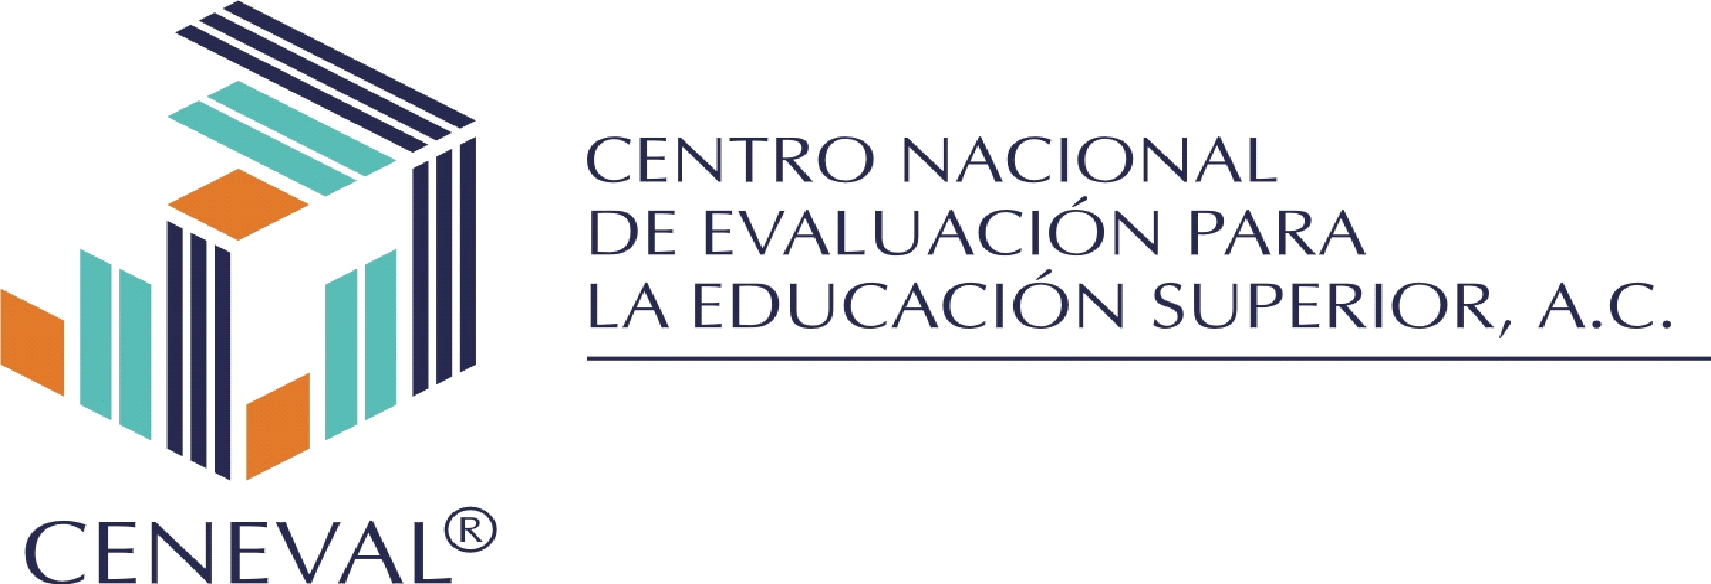 CENTRO NACIONAL
DE EVALUACIÓN PARA
LA EDUCACIÓN SUPERIOR, A.C.
CENEVAL®